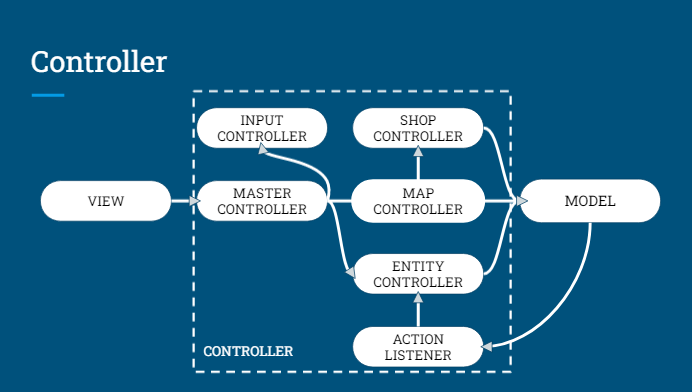 Controller
INPUT
CONTROLLER
SHOP
CONTROLLER
VIEW
MASTER
CONTROLLER
MAP
CONTROLLER
MODEL
ENTITY
CONTROLLER
ACTION
LISTENER
CONTROLLER